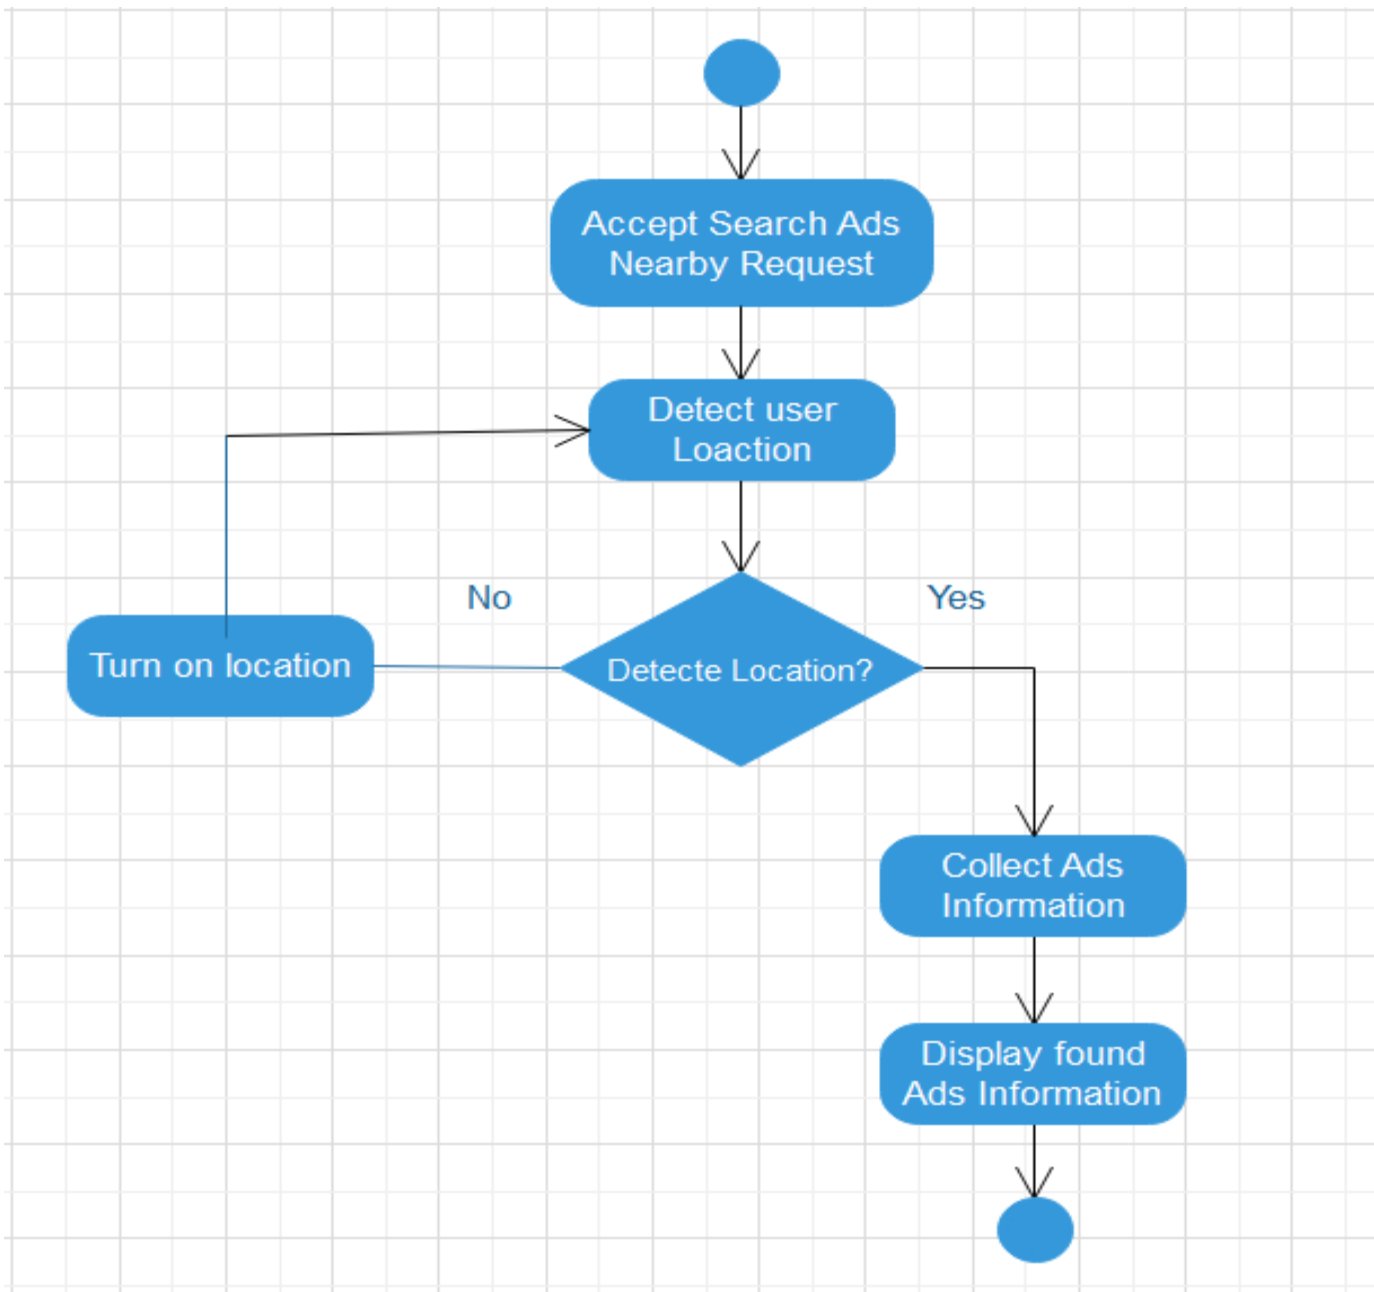 Accept Search Ads
Nearby Request
Detect user
Loaction
No
Yes
Turn on location
Detecte Location?
Collect Ads
Information
Display found
Ads Information